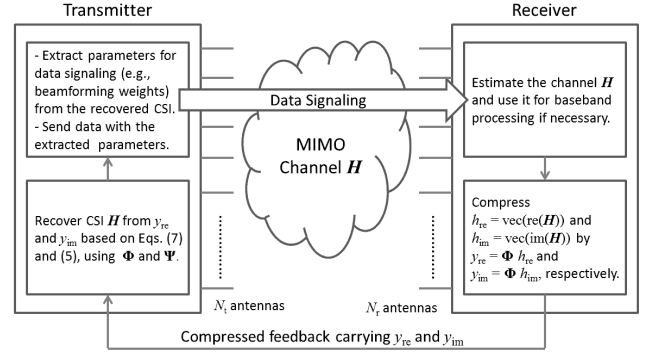 Transmitter
Receiver
- Extract parameters for
data signaling (e.g.,
beamforming weights)
from the recovered CSI.
- Send data with the
extracted parameters.
Data Signaling
MIMO
Channel H
Estimate the channel H
and use it for baseband
processing if necessary.
Recover CSI H from yre
and yim based on Eqs. (7)
and (5), using Φ and Ψ.
Compress
hre = vec(re(H)) and
him = vec(im(H)) by
yre = Φ hre and
yim = Φ him, respectively.
Nt antennas
Nr antennas
Compressed feedback carrying yre and yim